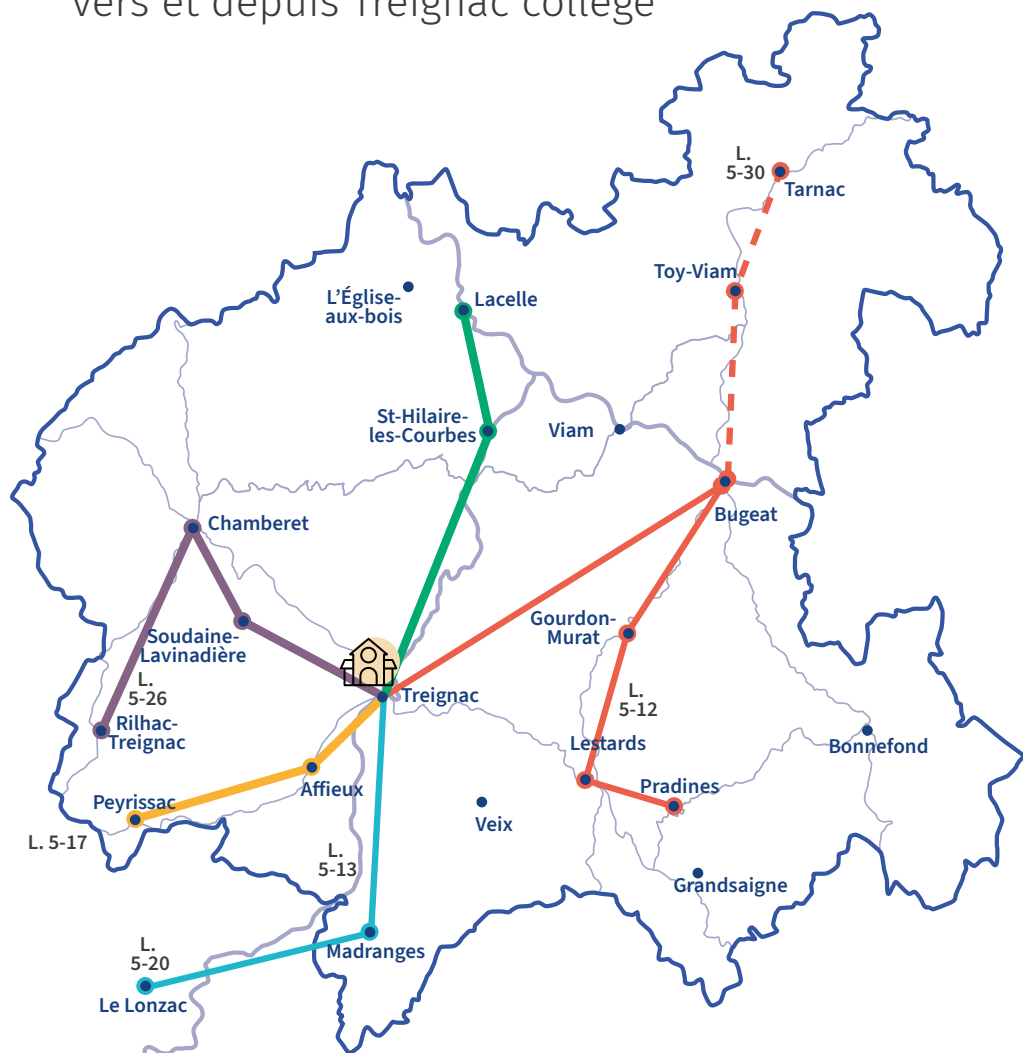 vers et depuis Treignac collège
L.
5-30
Tarnac
Toy-Viam
L'Église-
aux-bois
Lacelle
St-Hilaire-
les-Courbes
Viam
Bugeat
Chamberet
Gourdon-
Murat
Soudaine-
Lavinadière
L.
5-26
Treignac
L.
5-12
Rilhac-
Treignac
Lestards
Bonnefond
Affieux
Pradines
Peyrissac
Veix
L. 5-17
L.
5-13
Grandsaigne
L.
5-20
Madranges
Le Lonzac